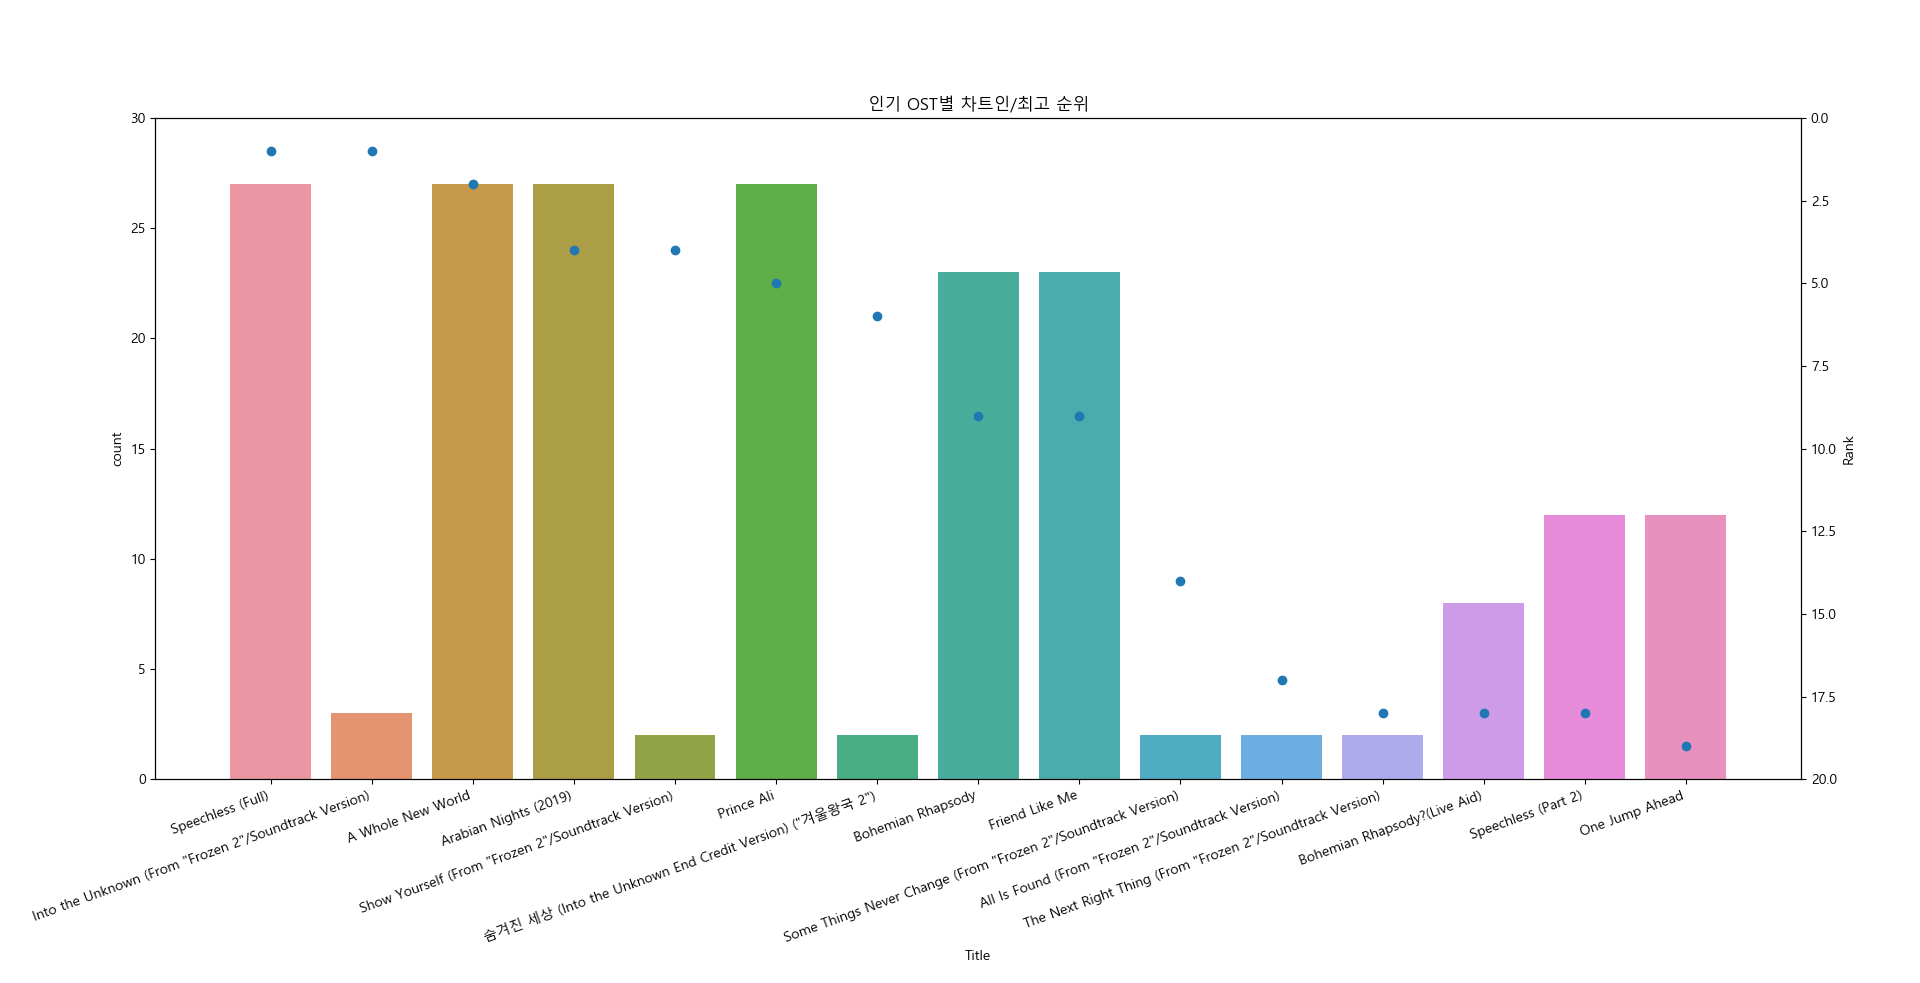 인기 OST별 차트인/최고 순위
30
25
20
15
10
5
0
count
0.0
2.5
5.0
7.5
10.0
12.5
15.0
17.5
20.0
Rank
Speechless (Full)
Into the Unknown (From "Frozen 2"/Soundtrack Version)
A Whole New World
Arabian Nights (2019)
Show Yourself (From "Frozen 2"/Soundtrack Version)
Prince Ali
숨겨진 세상 (Into the Unknown End Credit Version) ("겨울왕국 2")
Bohemian Rhapsody
Friend Like Me
Some Things Never Change (From "Frozen 2"/Soundtrack Version)
All Is Found (From "Frozen 2"/Soundtrack Version)
The Next Right Thing (From "Frozen 2"/Soundtrack Version)
Bohemian Rhapsody?(Live Aid)
Speechless (Part 2)
One Jump Ahead
Title